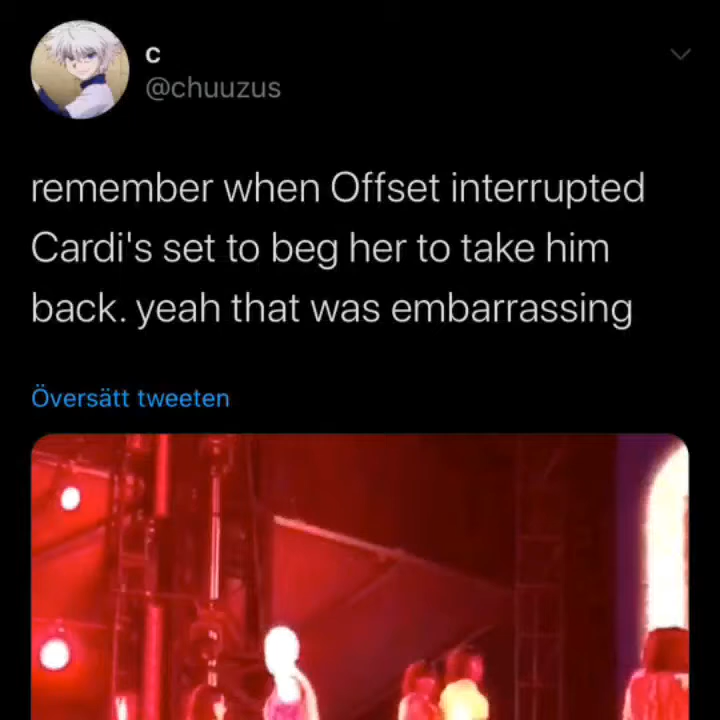 c
@chuuzus
remember when Offset interrupted
Cardi's set to beg her to take him
back. yeah that was embarrassing
Översätt tweeten